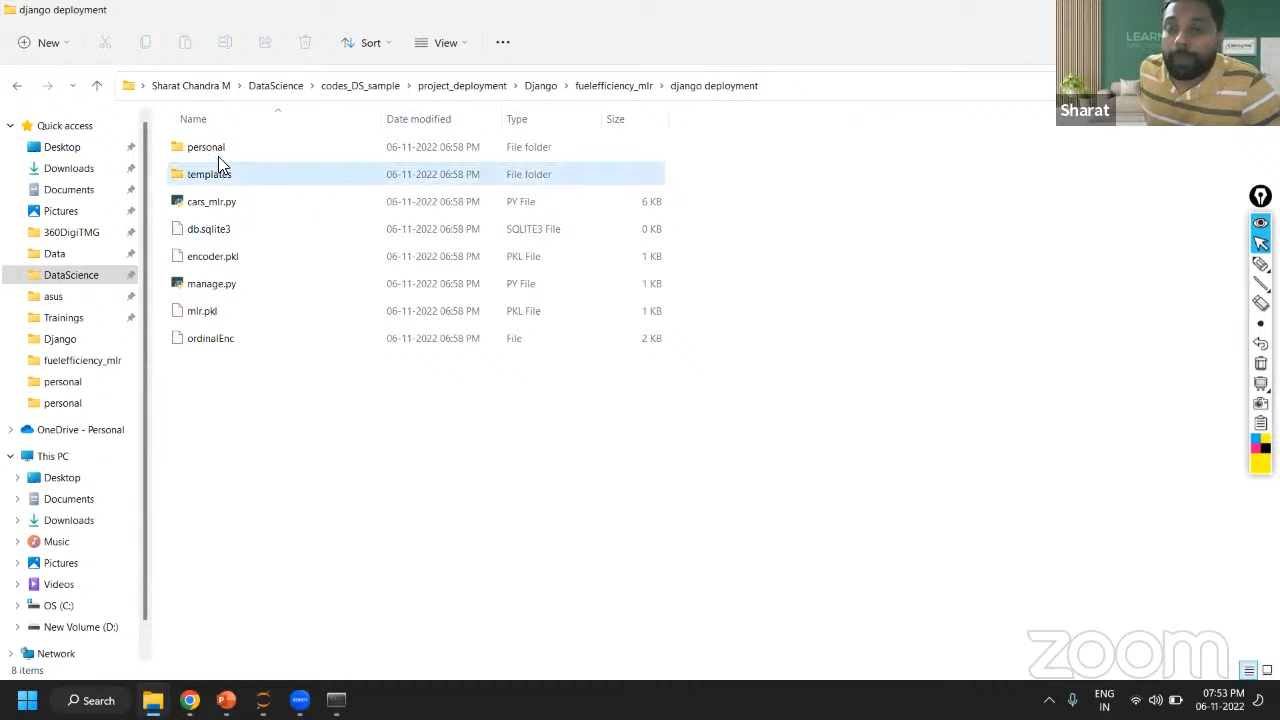 django deployment
New
Sort
View
Sharat Chandra M > DataScience > codes_DS_sample > project_deployment > Django > fuelefficiency_mlr > django deployment
LEARN
Sharat
Name Date modified Type Size
personal 06-11-2022 06:58 PM File folder
templates 06-11-2022 06:58 PM File folder
cars_mlr.py 06-11-2022 06:58 PM PY File 6 KB
db.sqlite3 06-11-2022 06:58 PM SQLITE3 File 0 KB
encoder.pkl 06-11-2022 06:58 PM PKL File 1 KB
manage.py 06-11-2022 06:58 PM PY File 1 KB
mlr.pkl 06-11-2022 06:58 PM PKL File 1 KB
ordinalEnc 06-11-2022 06:58 PM File 2 KB
Quick access
Desktop
Downloads
Documents
Pictures
360DigiTMG
Data
DataScience
asus
Trainings
Django
fuelefficiency_mlr
personal
personal
OneDrive - Personal
This PC
Desktop
Documents
Downloads
Music
Pictures
Videos
OS (C:)
New Volume (D:)
Network
8 items
zoom
Search
zoom
ENG
IN
07:53 PM
06-11-2022